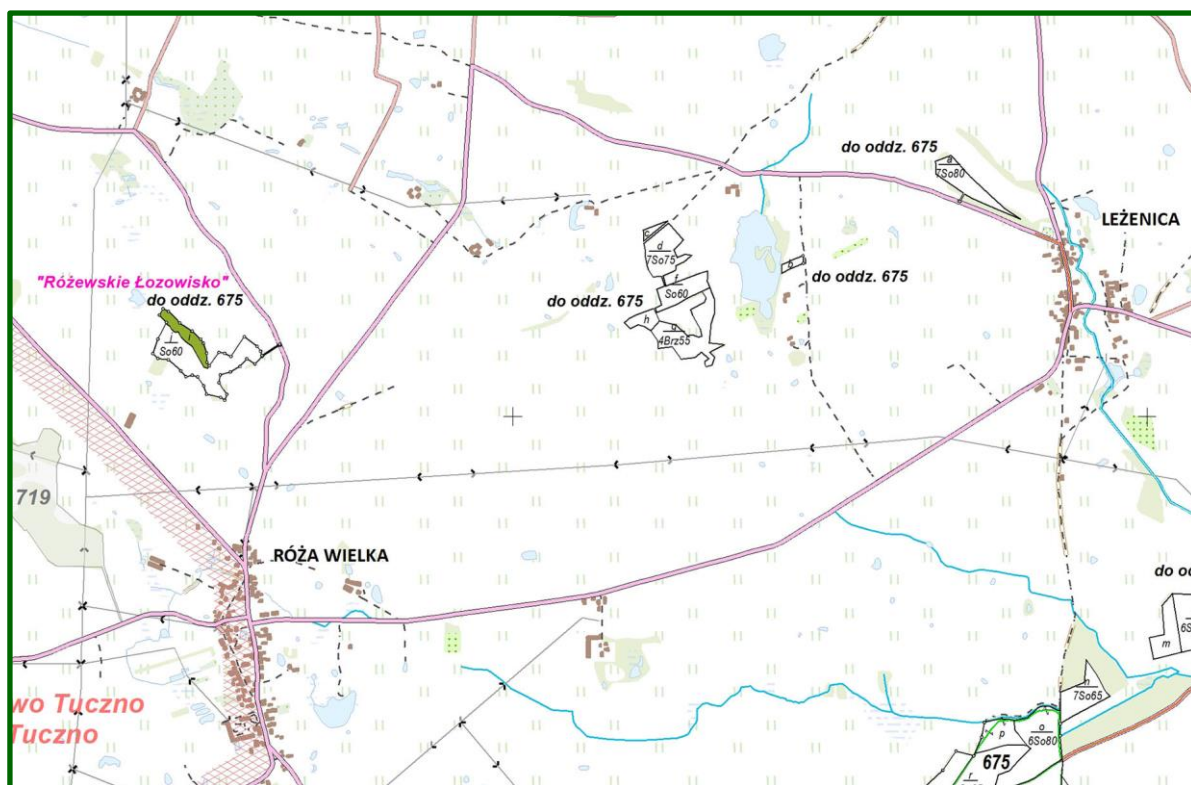 do oddz. 675
a
7So80
LEŻENICA
c
d
7So75
b
do oddz. 675
"Różewskie Łozowisko"
do oddz. 675
do oddz. 675
f
So60
h
g
4Brz55
So60
719
RÓŻA WIELKA
do od
6S
m
n
7So65
wo Tuczno
Tuczno
o
p
6So80
675
r